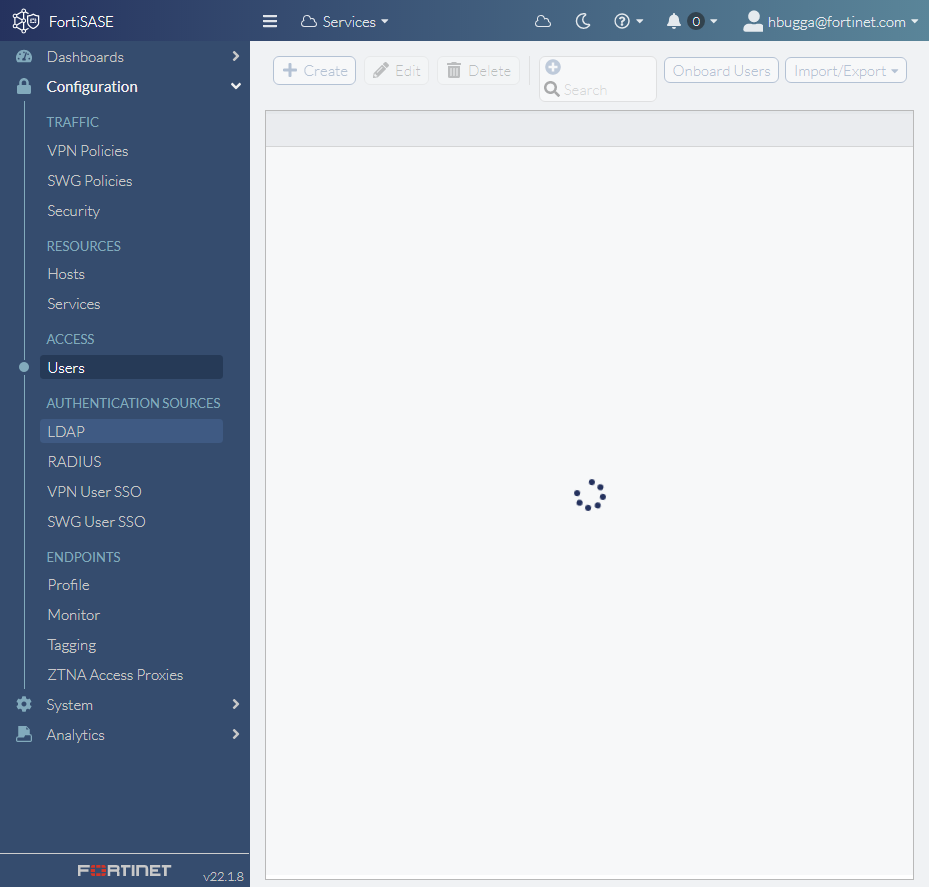 FortiSASE
Services
0
hbugga@fortinet.com
Dashboards
Configuration
TRAFFIC
VPN Policies
SWG Policies
Security
RESOURCES
Hosts
Services
ACCESS
Users
AUTHENTICATION SOURCES
LDAP
RADIUS
VPN User SSO
SWG User SSO
ENDPOINTS
Profile
Monitor
Tagging
ZTNA Access Proxies
System
Analytics
FORTINET
v22.1.8
Create
Edit
Delete
Search
Onboard Users
Import/Export